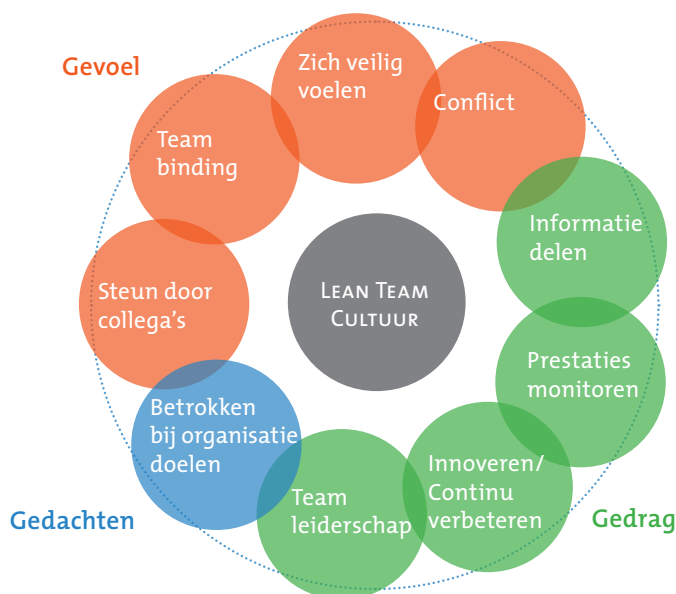 Gevoel
Zich veilig
voelen
Conflict
Team
binding
Informatie
delen
Steun door
collega's
LEAN TEAM
CULTUUR
Prestaties
monitoren
Betrokken
bij organisatie
doelen
Innoveren/
Continu
verbeteren
Team
leiderschap
Gedachten
Gedrag